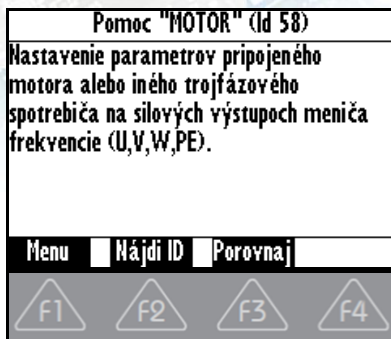 Pomoc "MOTOR" (Id 58)
Nastavenie parametrov pripojeného
motora alebo iného trojfázového
spotrebiča na silových výstupoch meniča
frekvencie (U,V,W,PE).
Menu Nájdi ID Porovnaj
F1 F2 F3 F4